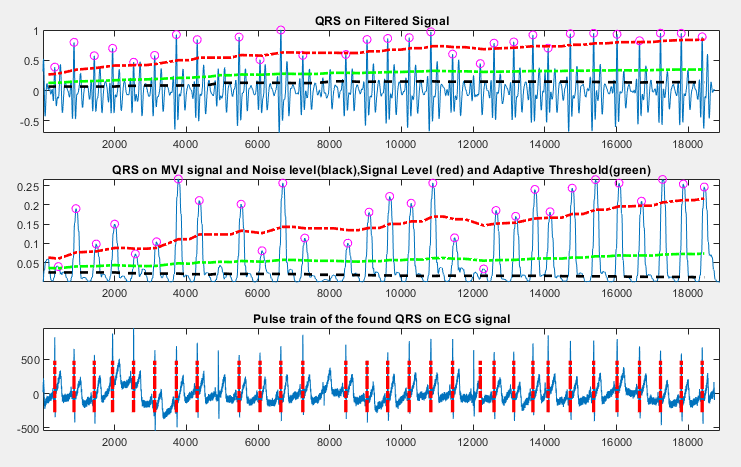 QRS on Filtered Signal
1
0.5
0
-0.5
2000 4000 6000 8000 10000 12000 14000 16000 18000
QRS on MVI signal and Noise level(black),Signal Level (red) and Adaptive Threshold(green)
0.25
0.2
0.15
0.1
0.05
2000 4000 6000 8000 10000 12000 14000 16000 18000
Pulse train of the found QRS on ECG signal
500
0
-500
2000 4000 6000 8000 10000 12000 14000 16000 18000